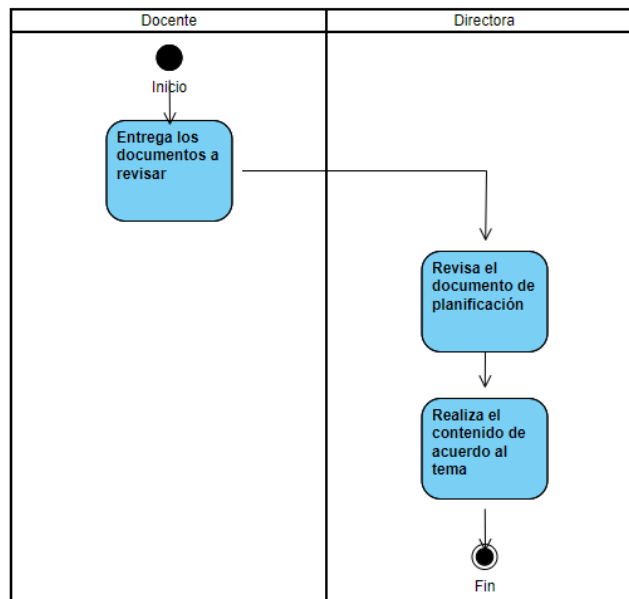 Docente
Directora
Inicio
Entrega los
documentos a
revisar
Revisa el
documento de
planificación
Realiza el
contenido de
acuerdo al
tema
Fin